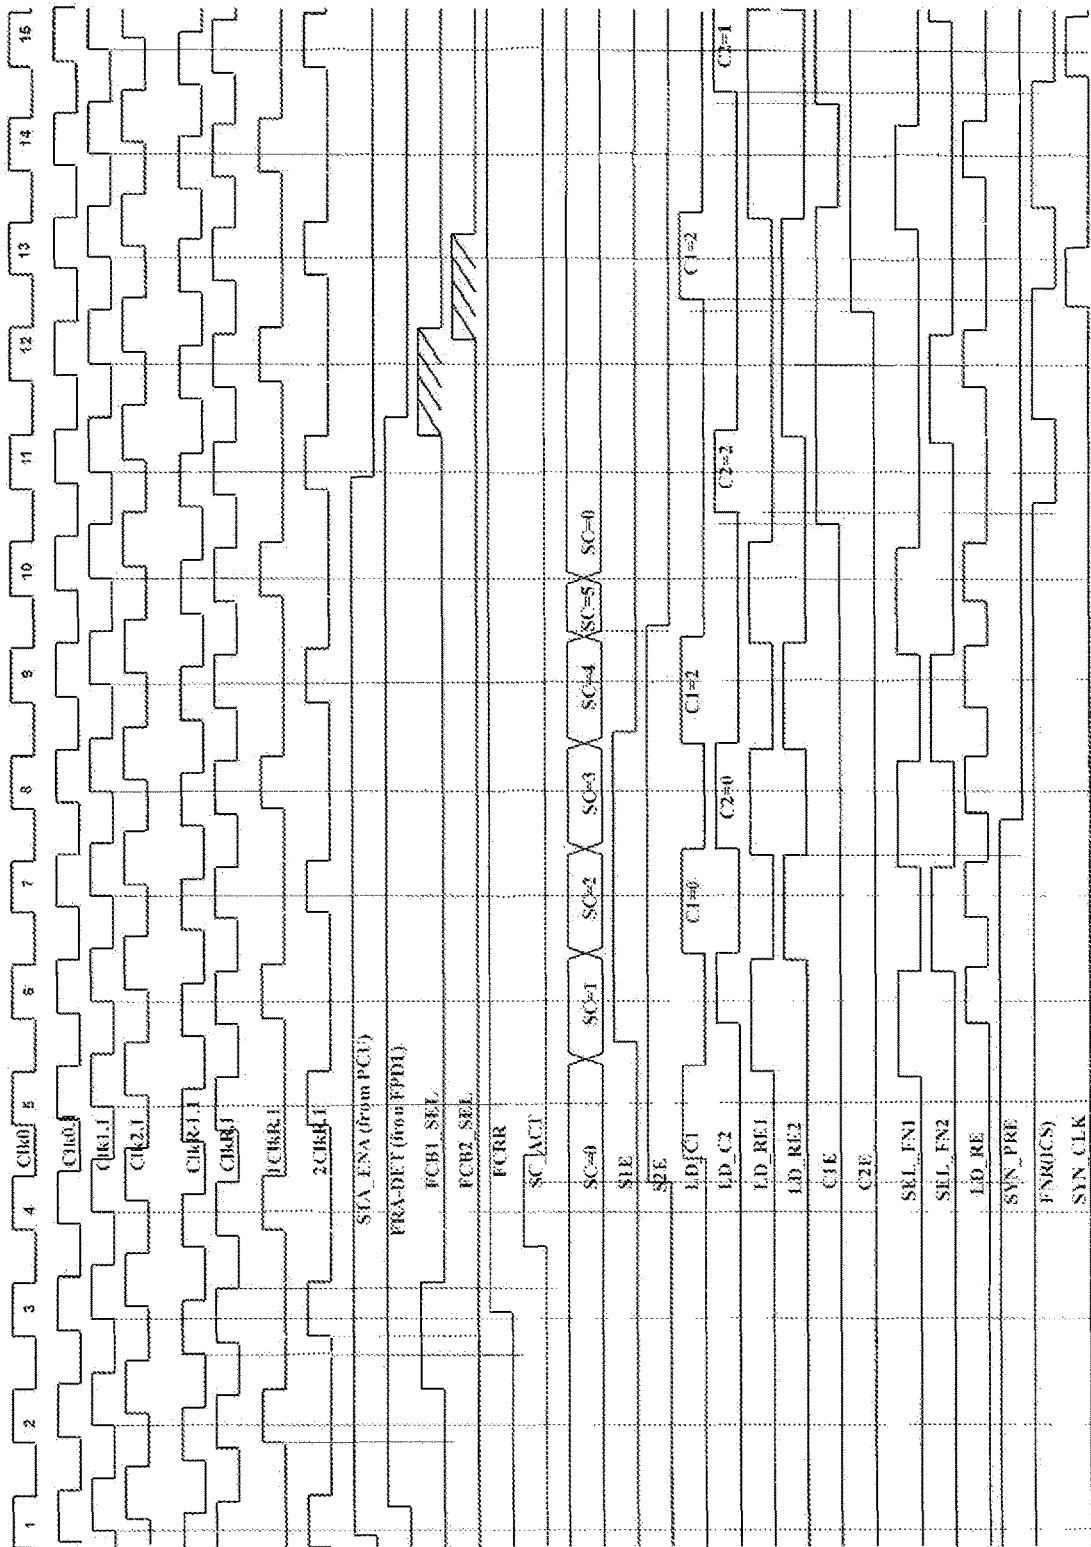 1 2 3 4 5 6 7 8 9 10 11 12 13 14 15
Clk0
Clk0.1
Clk1.1
Clk2.1
ClkR-1.1
ClkR.1
1ClkR.1
2ClkR.1
STA_ENA (from PCU)
FRA-DET (from FPD1)
FCB1_SEL
FCB2_SEL
FCRR
SC_ACT
SC=0 SC=1 SC=2 SC=3 SC=4 SC=5 SC=0
S1E
S2E
LD_C1 C1=0 C1=2 C1=2
LD_C2 C2=0 C2=2 C2=1
LD_RE1
LD_RE2
C1E
C2E
SEL_FN1
SEL_FN2
LD_RE
SYN_PRE
FNR(ICS)
SYN_CLK